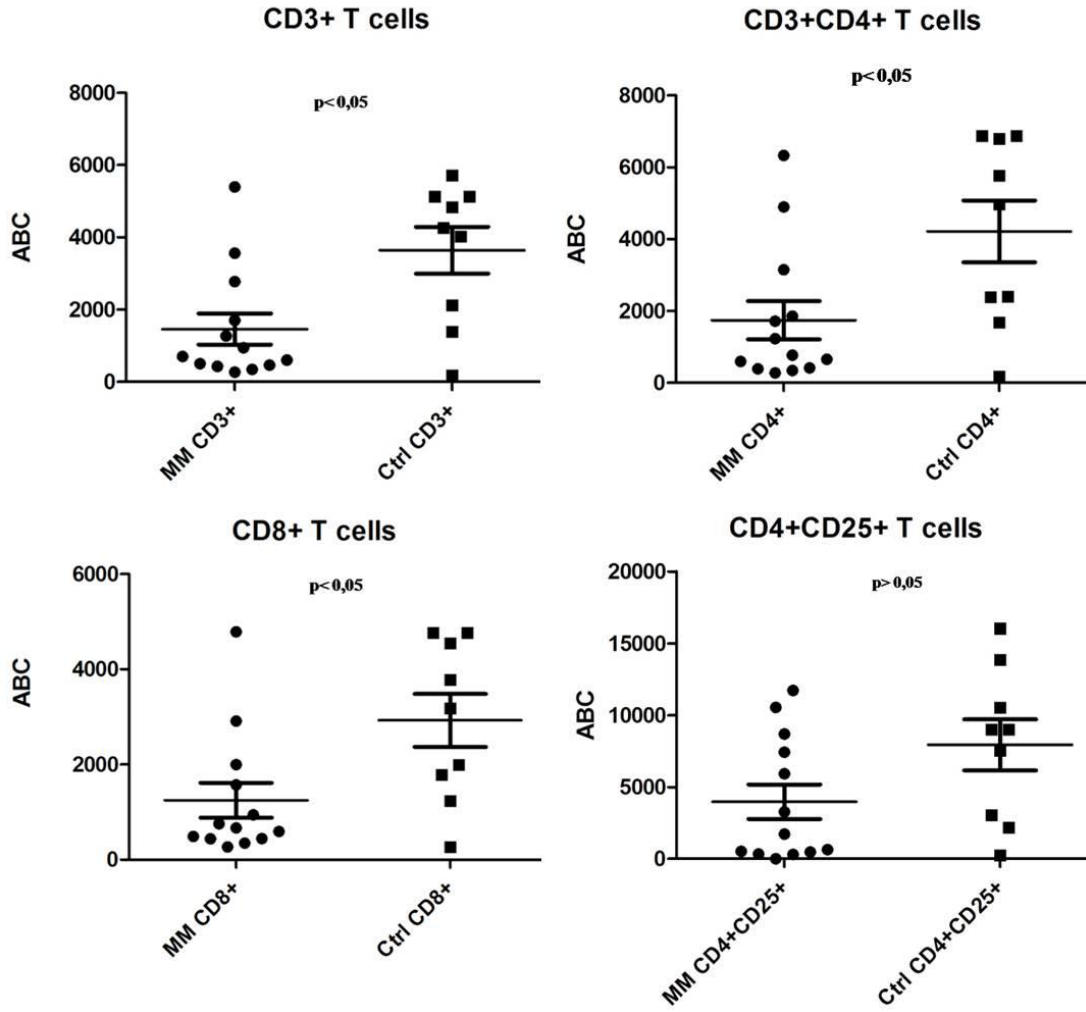 CD3+ T cells
p<0,05
8000
6000
4000
2000
0
ABC
MM CD3+
Ctrl CD3+
CD3+CD4+ T cells
p<0,05
8000
6000
4000
2000
0
ABC
MM CD4+
Ctrl CD4+
CD8+ T cells
p<0,05
6000
4000
2000
0
ABC
MM CD8+
Ctrl CD8+
CD4+CD25+ T cells
p>0,05
20000
15000
10000
5000
0
ABC
MM CD4+CD25+
Ctrl CD4+CD25+